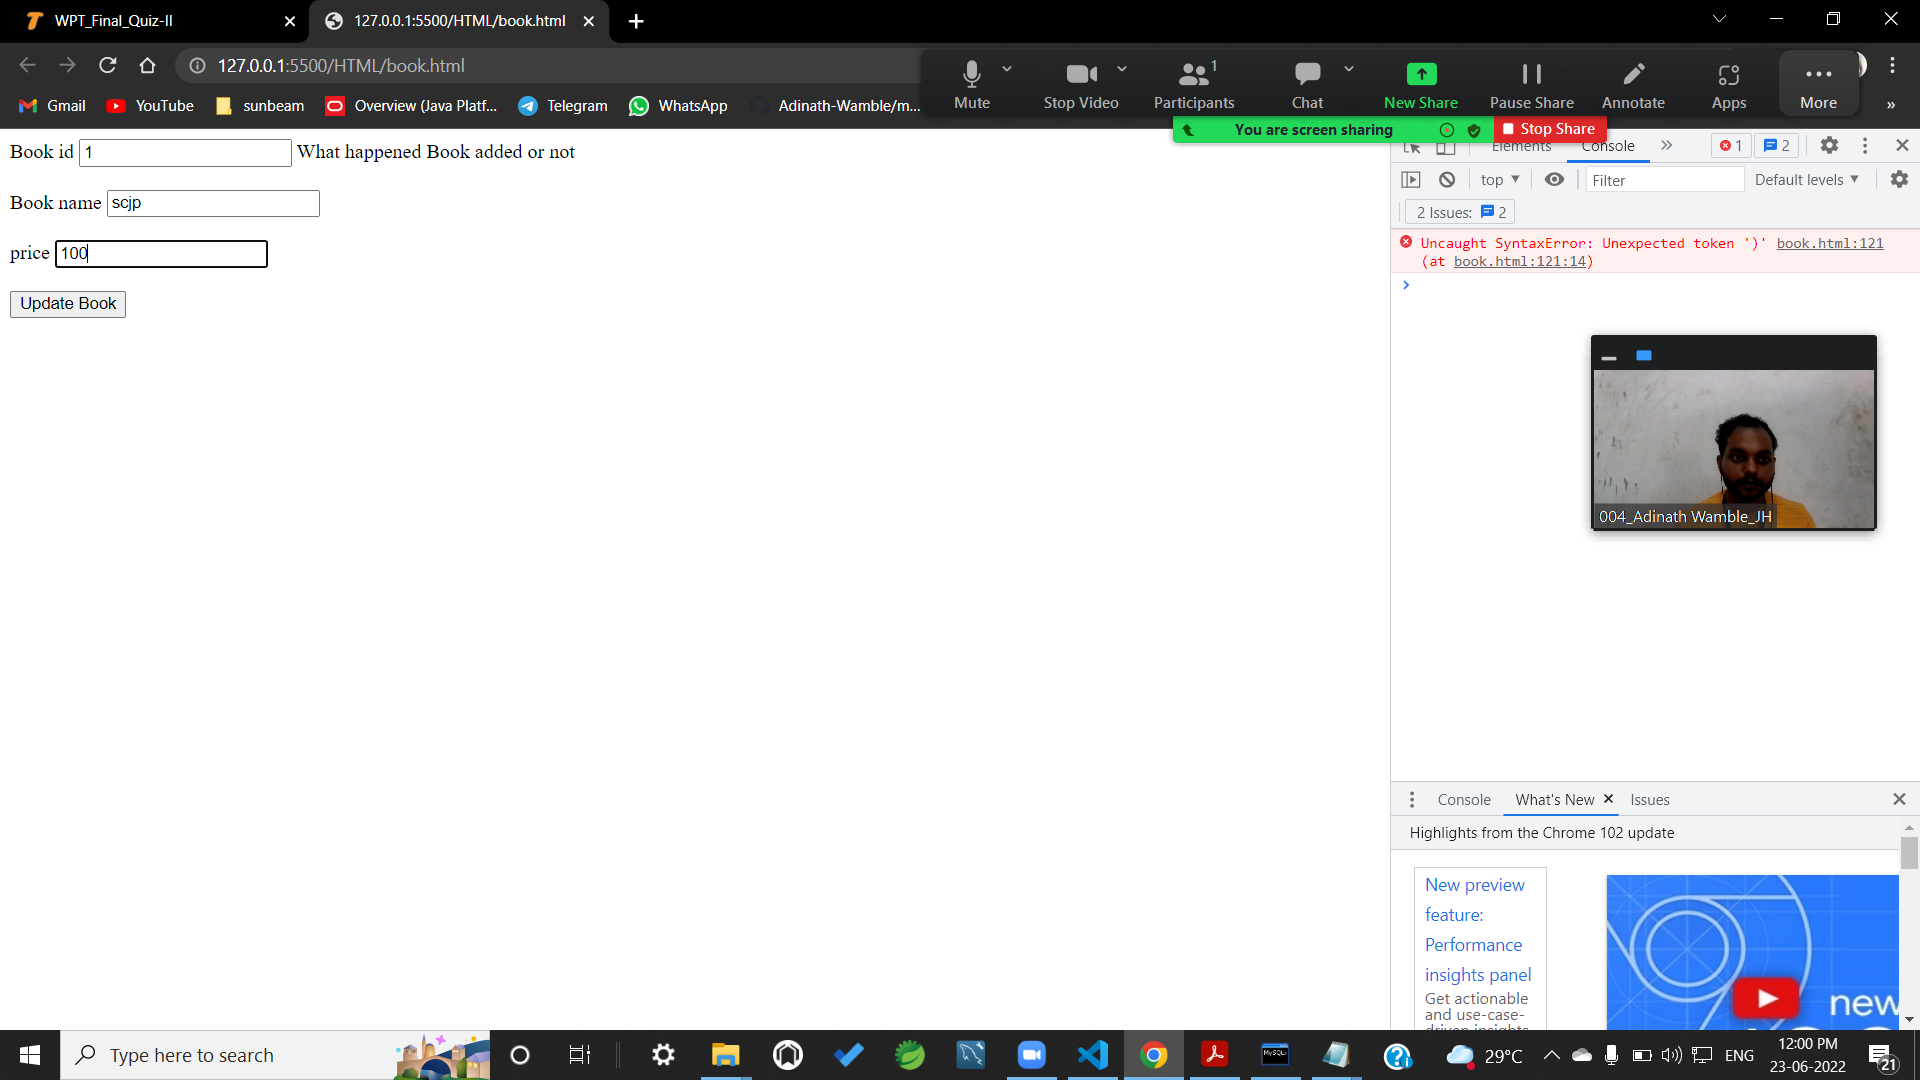 WPT_Final_Quiz-II
127.0.0.1:5500/HTML/book.html
127.0.0.1:5500/HTML/book.html
Gmail YouTube sunbeam Overview (Java Platf... Telegram WhatsApp Adinath-Wamble/m...
Mute Stop Video Participants 1 Chat New Share Pause Share Annotate Apps More
You are screen sharing Stop Share
Book id 1 What happened Book added or not
Book name scjp
price 100
Update Book
Elements Console 1 2
top Filter Default levels
2 Issues: 2
Uncaught SyntaxError: Unexpected token ')' book.html:121
(at book.html:121:14)
004_Adinath Wamble_JH
Console What's New Issues
Highlights from the Chrome 102 update
New preview
feature:
Performance
insights panel
Get actionable
and use-case-
driven insights
new
Type here to search
MySQL
29°C ENG 12:00 PM
23-06-2022 21